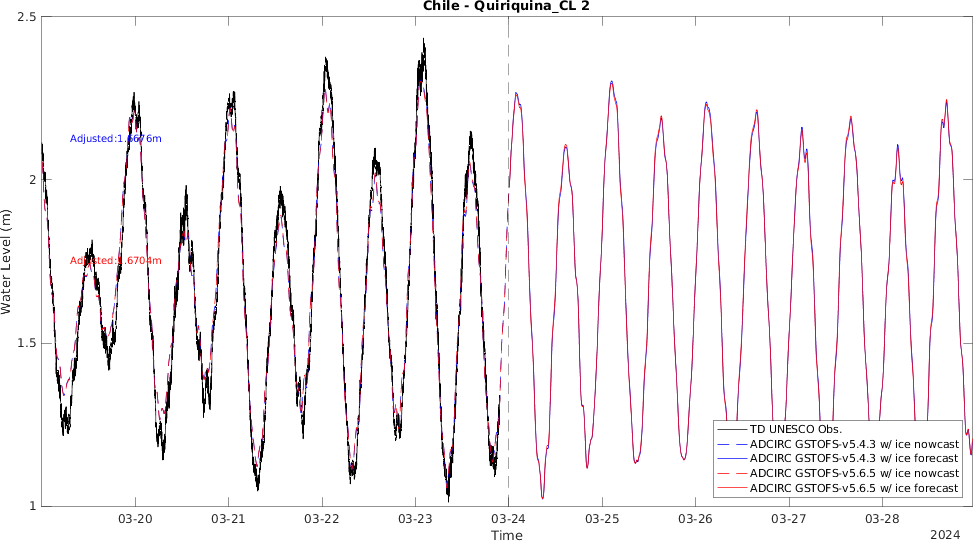 Chile - Quiriquina_CL 2
2.5
2
1.5
1
Water Level (m)
Adjusted:1.6676m
Adjusted:1.6704m
TD UNESCO Obs.
ADCIRC GSTOFS-v5.4.3 w/ ice nowcast
ADCIRC GSTOFS-v5.4.3 w/ ice forecast
ADCIRC GSTOFS-v5.6.5 w/ ice nowcast
ADCIRC GSTOFS-v5.6.5 w/ ice forecast
03-20
03-21
03-22
03-23
03-24
03-25
03-26
03-27
03-28
Time
2024